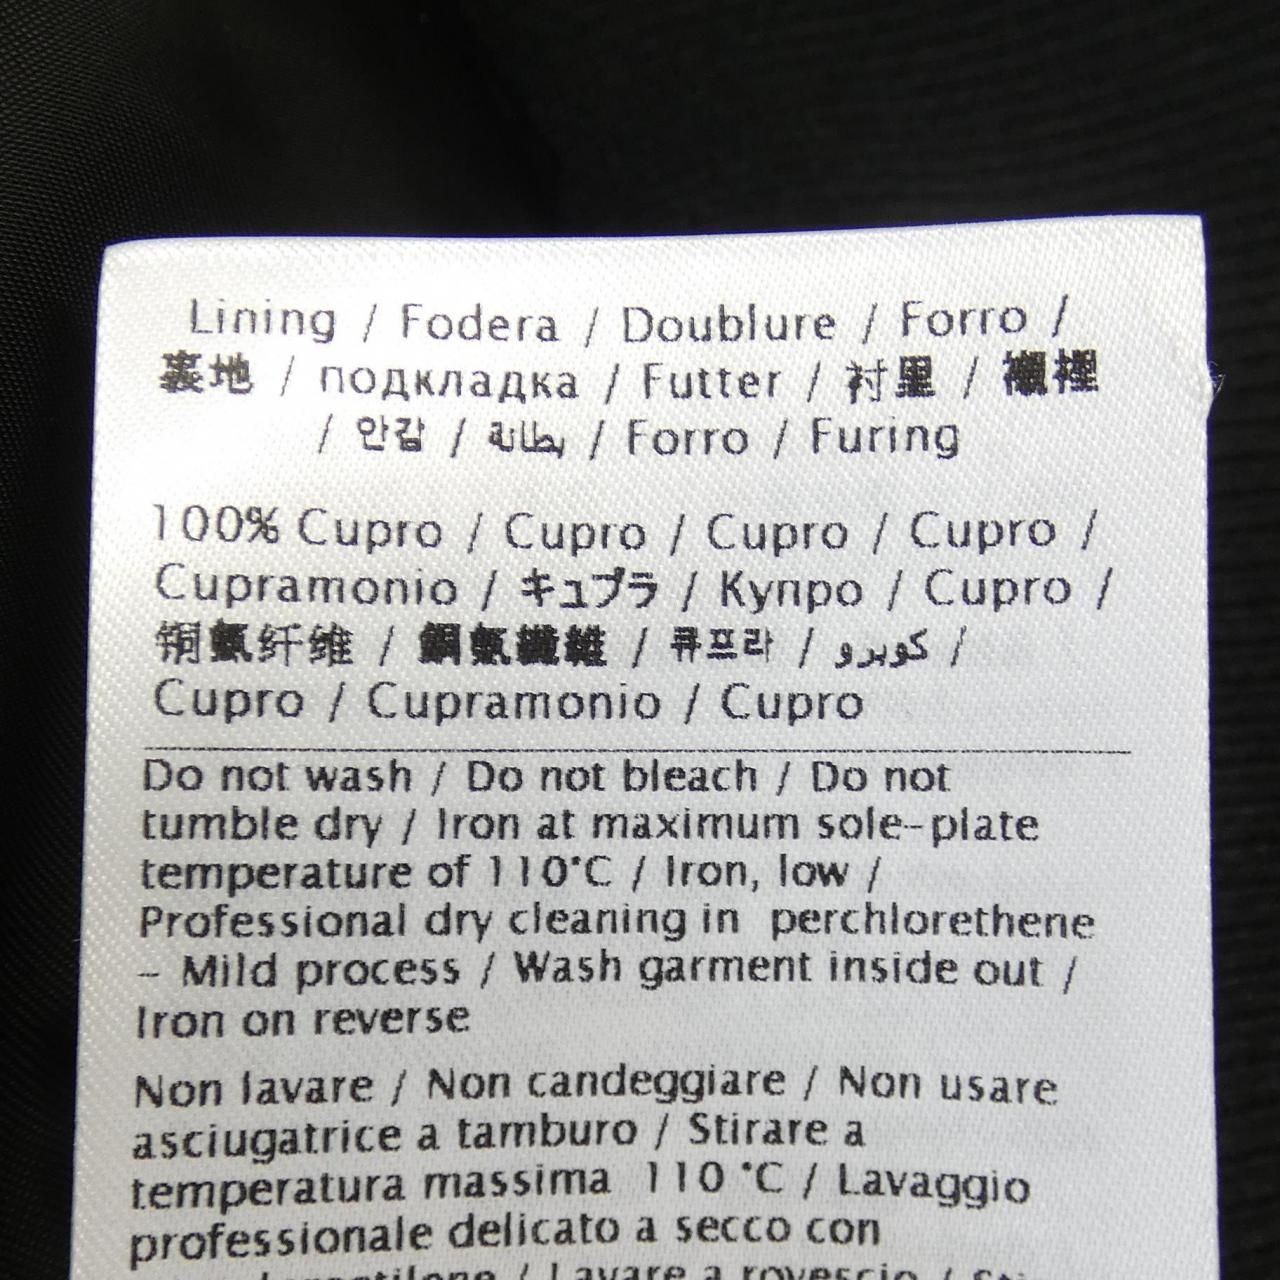 Lining / Fodera / Doublure / Forro /
裏地 / подкладка / Futter / 衬里 / 襯裡
/ 안감 / بطانة / Forro / Furing
100% Cupro / Cupro / Cupro / Cupro /
Cupramonio / キュプラ / Купро / Cupro /
铜氨纤维 / 銅氨纖維 / 큐프라 / كوبرو /
Cupro / Cupramonio / Cupro
Do not wash / Do not bleach / Do not
tumble dry / Iron at maximum sole-plate
temperature of 110°C / Iron, low /
Professional dry cleaning in perchlorethene
- Mild process / Wash garment inside out /
Iron on reverse
Non lavare / Non candeggiare / Non usare
asciugatrice a tamburo / Stirare a
temperatura massima 110 °C / Lavaggio
professionale delicato a secco con
/ Lavare a rovescio /